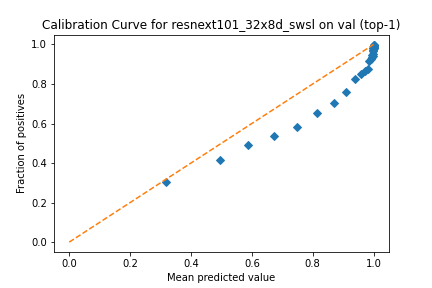 Calibration Curve for resnext101_32x8d_swsl on val (top-1)
1.0
0.8
0.6
0.4
0.2
0.0
Fraction of positives
0.0 0.2 0.4 0.6 0.8 1.0
Mean predicted value